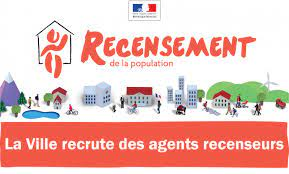 RECENSEMENT
de la population
La Ville recrute des agents recenseurs